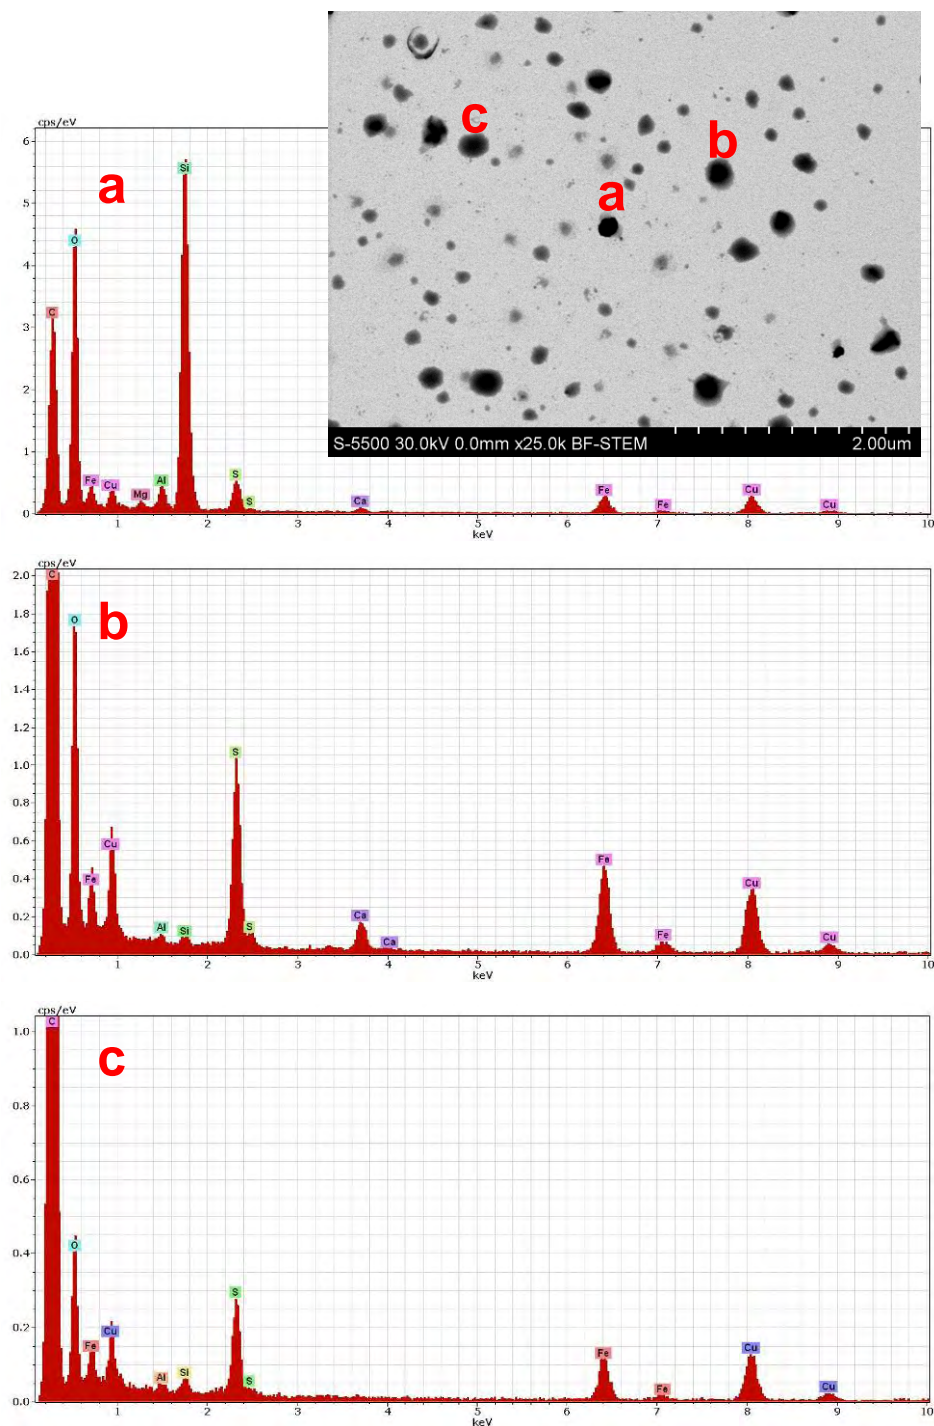 c
b
a
S-5500 30.0kV 0.0mm x25.0k BF-STEM 2.00um
cps/eV
a
6
5
4
3
2
1
0
C
O
Fe
Cu
Mg
Al
Si
S
S
Ca
Fe
Fe
Cu
Cu
1 2 3 4 5 6 7 8 9 10
keV
cps/eV
b
2.0
1.8
1.6
1.4
1.2
1.0
0.8
0.6
0.4
0.2
0.0
C
O
Fe
Cu
Al
Si
S
S
Ca
Ca
Fe
Fe
Cu
Cu
1 2 3 4 5 6 7 8 9 10
keV
cps/eV
c
1.0
0.8
0.6
0.4
0.2
0.0
C
O
Fe
Cu
Al
Si
S
S
Fe
Fe
Cu
Cu
1 2 3 4 5 6 7 8 9 10
keV